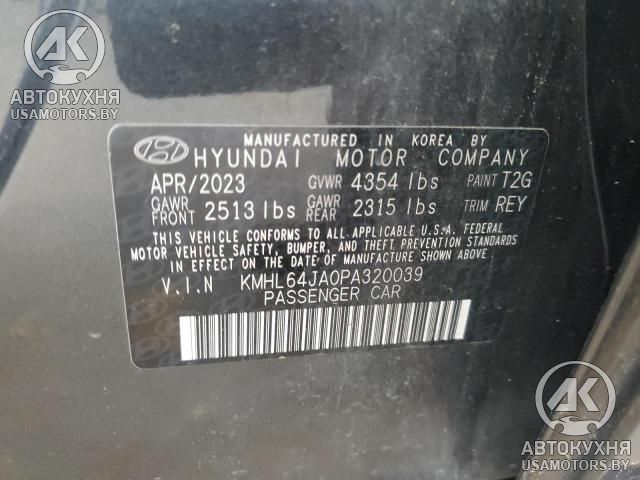 АВТОКУХНЯ
USAMOTORS.BY
MANUFACTURED IN KOREA BY
HYUNDAI MOTOR COMPANY
APR/2023 GVWR 4354 lbs PAINT T2G
GAWR FRONT 2513 lbs GAWR REAR 2315 lbs TRIM REY
THIS VEHICLE CONFORMS TO ALL APPLICABLE U.S.A. FEDERAL
MOTOR VEHICLE SAFETY, BUMPER, AND THEFT PREVENTION STANDARDS
IN EFFECT ON THE DATE OF MANUFACTURE SHOWN ABOVE.
V.I.N KMHL64JA0PA320039
PASSENGER CAR
АК
АВТОКУХНЯ
USAMOTORS.BY